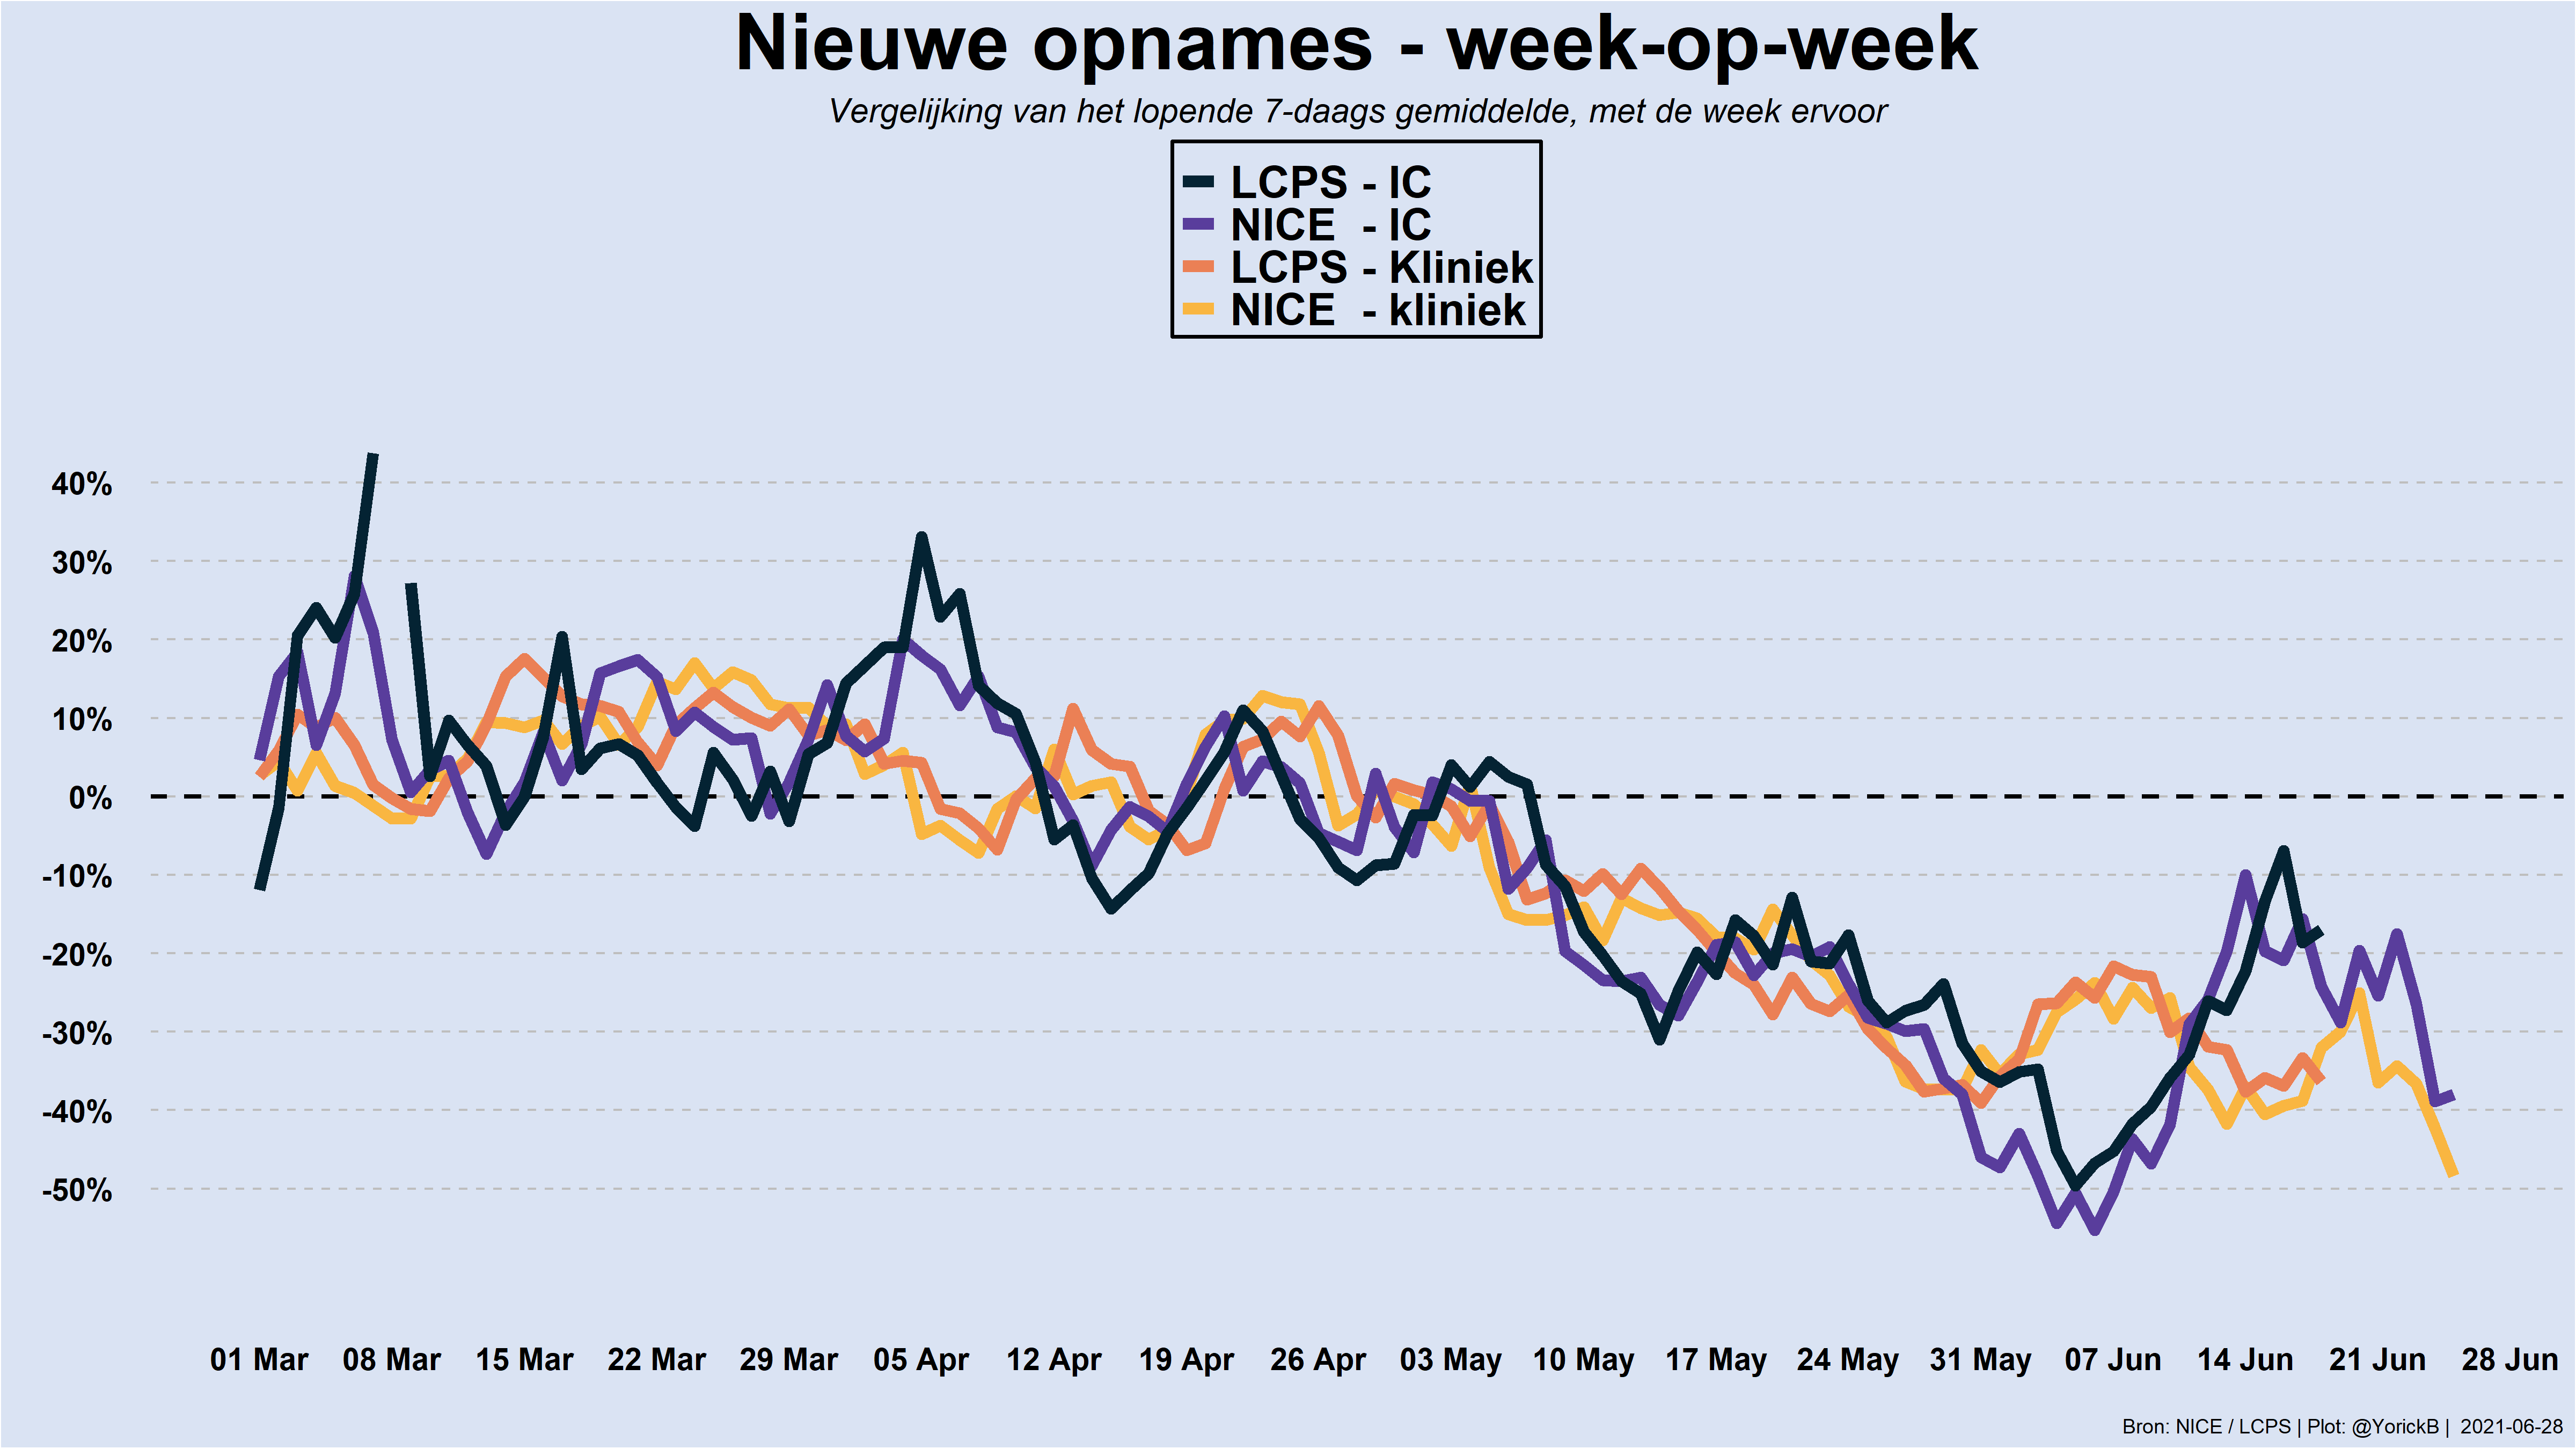 Nieuwe opnames - week-op-week
Vergelijking van het lopende 7-daags gemiddelde, met de week ervoor
LCPS - IC
NICE - IC
LCPS - Kliniek
NICE - kliniek
40%
30%
20%
10%
0%
-10%
-20%
-30%
-40%
-50%
01 Mar 08 Mar 15 Mar 22 Mar 29 Mar 05 Apr 12 Apr 19 Apr 26 Apr 03 May 10 May 17 May 24 May 31 May 07 Jun 14 Jun 21 Jun 28 Jun
Bron: NICE / LCPS | Plot: @YorickB | 2021-06-28